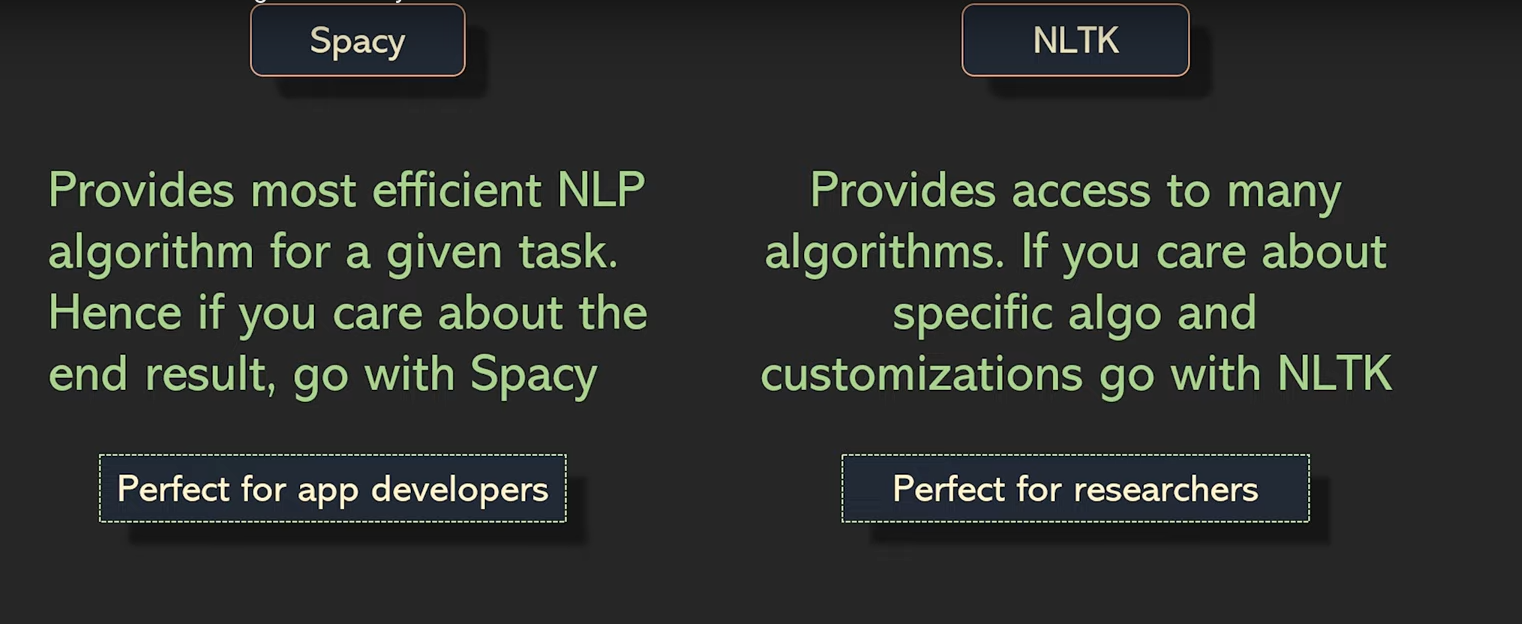 Spacy
Provides most efficient NLP
algorithm for a given task.
Hence if you care about the
end result, go with Spacy
Perfect for app developers
NLTK
Provides access to many
algorithms. If you care about
specific algo and
customizations go with NLTK
Perfect for researchers